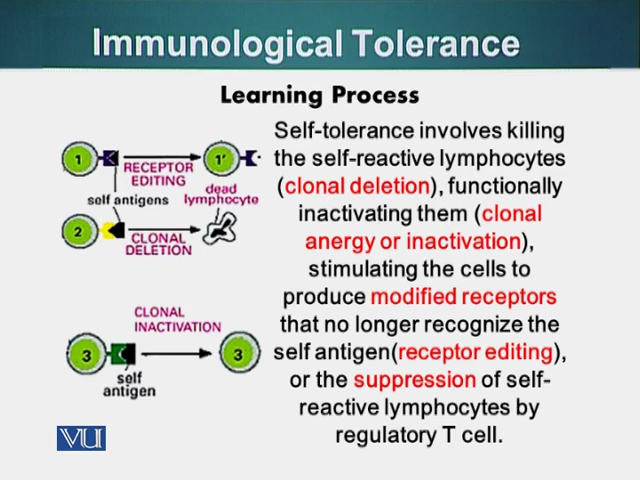 Immunological Tolerance
Learning Process
1
1'
RECEPTOR
EDITING
self antigens
dead
lymphocyte
2
CLONAL
DELETION
CLONAL
INACTIVATION
3
3
self
antigen
Self-tolerance involves killing
the self-reactive lymphocytes
(clonal deletion), functionally
inactivating them (clonal
anergy or inactivation),
stimulating the cells to
produce modified receptors
that no longer recognize the
self antigen(receptor editing),
or the suppression of self-
reactive lymphocytes by
regulatory T cell.
VU